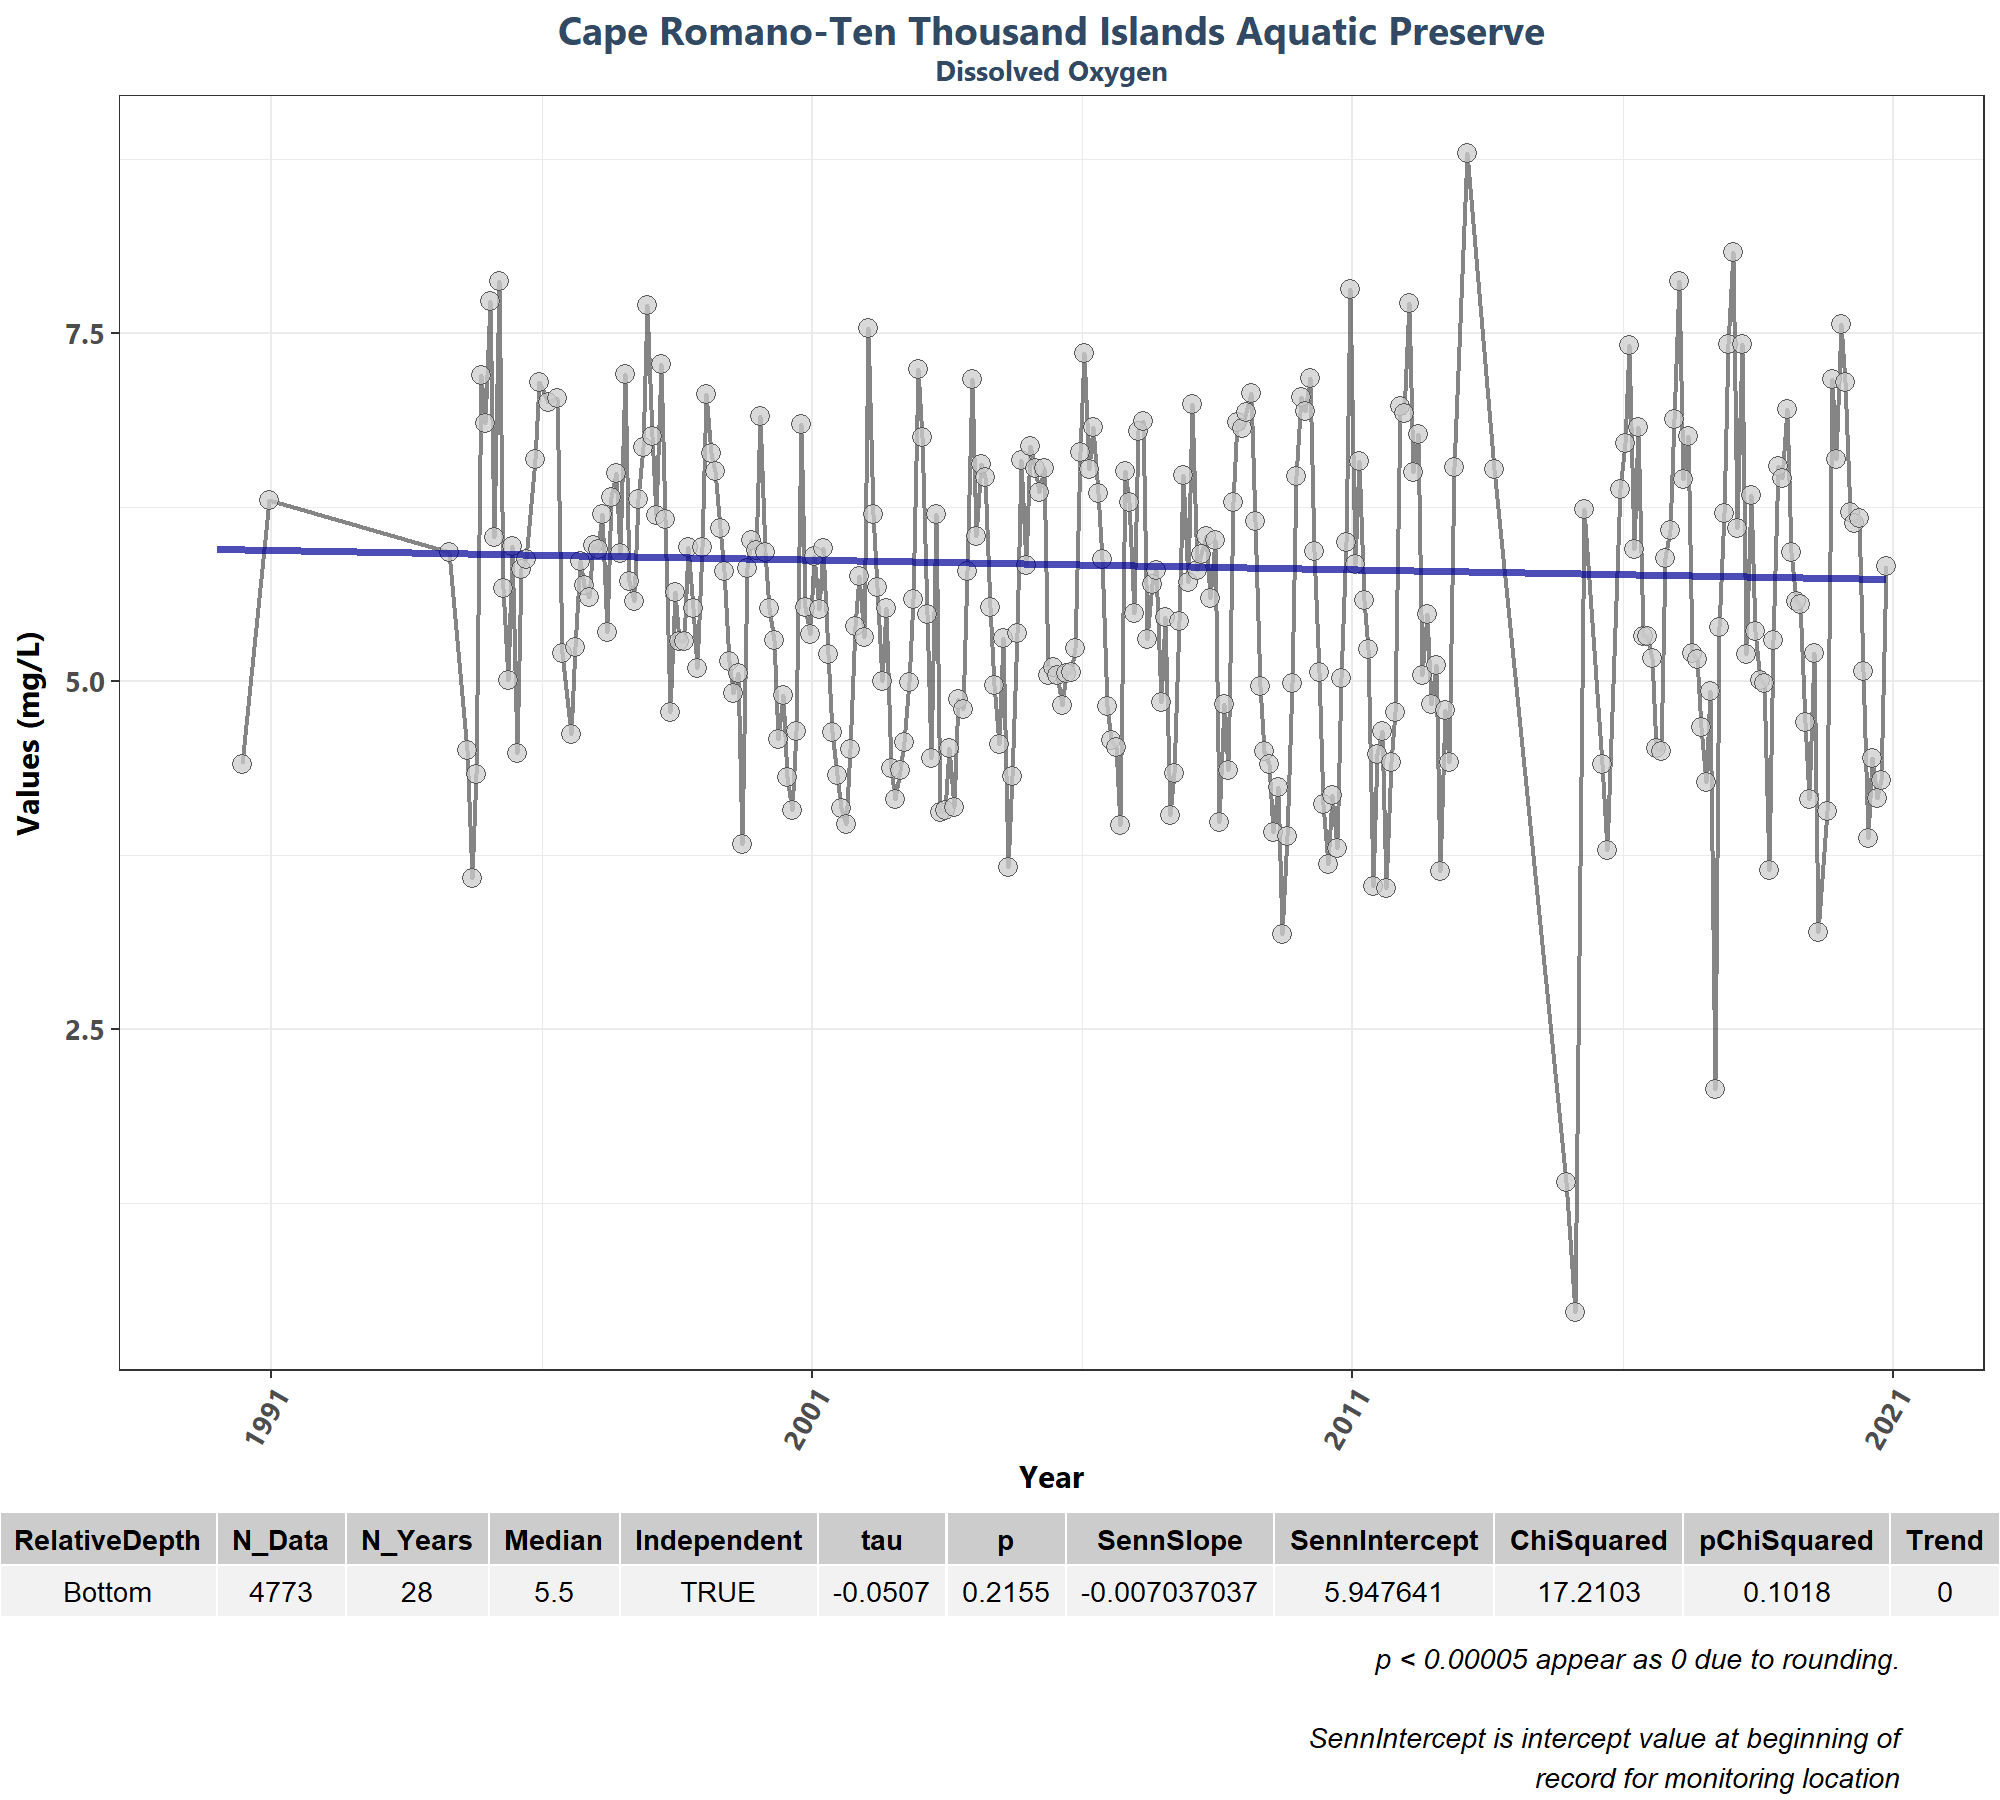 Cape Romano-Ten Thousand Islands Aquatic Preserve
Dissolved Oxygen
Values (mg/L)
7.5
5.0
2.5
1991
2001
2011
2021
Year
RelativeDepth N_Data N_Years Median Independent tau p SennSlope SennIntercept ChiSquared pChiSquared Trend
Bottom 4773 28 5.5 TRUE -0.0507 0.2155 -0.007037037 5.947641 17.2103 0.1018 0
p < 0.00005 appear as 0 due to rounding.
SennIntercept is intercept value at beginning of
record for monitoring location